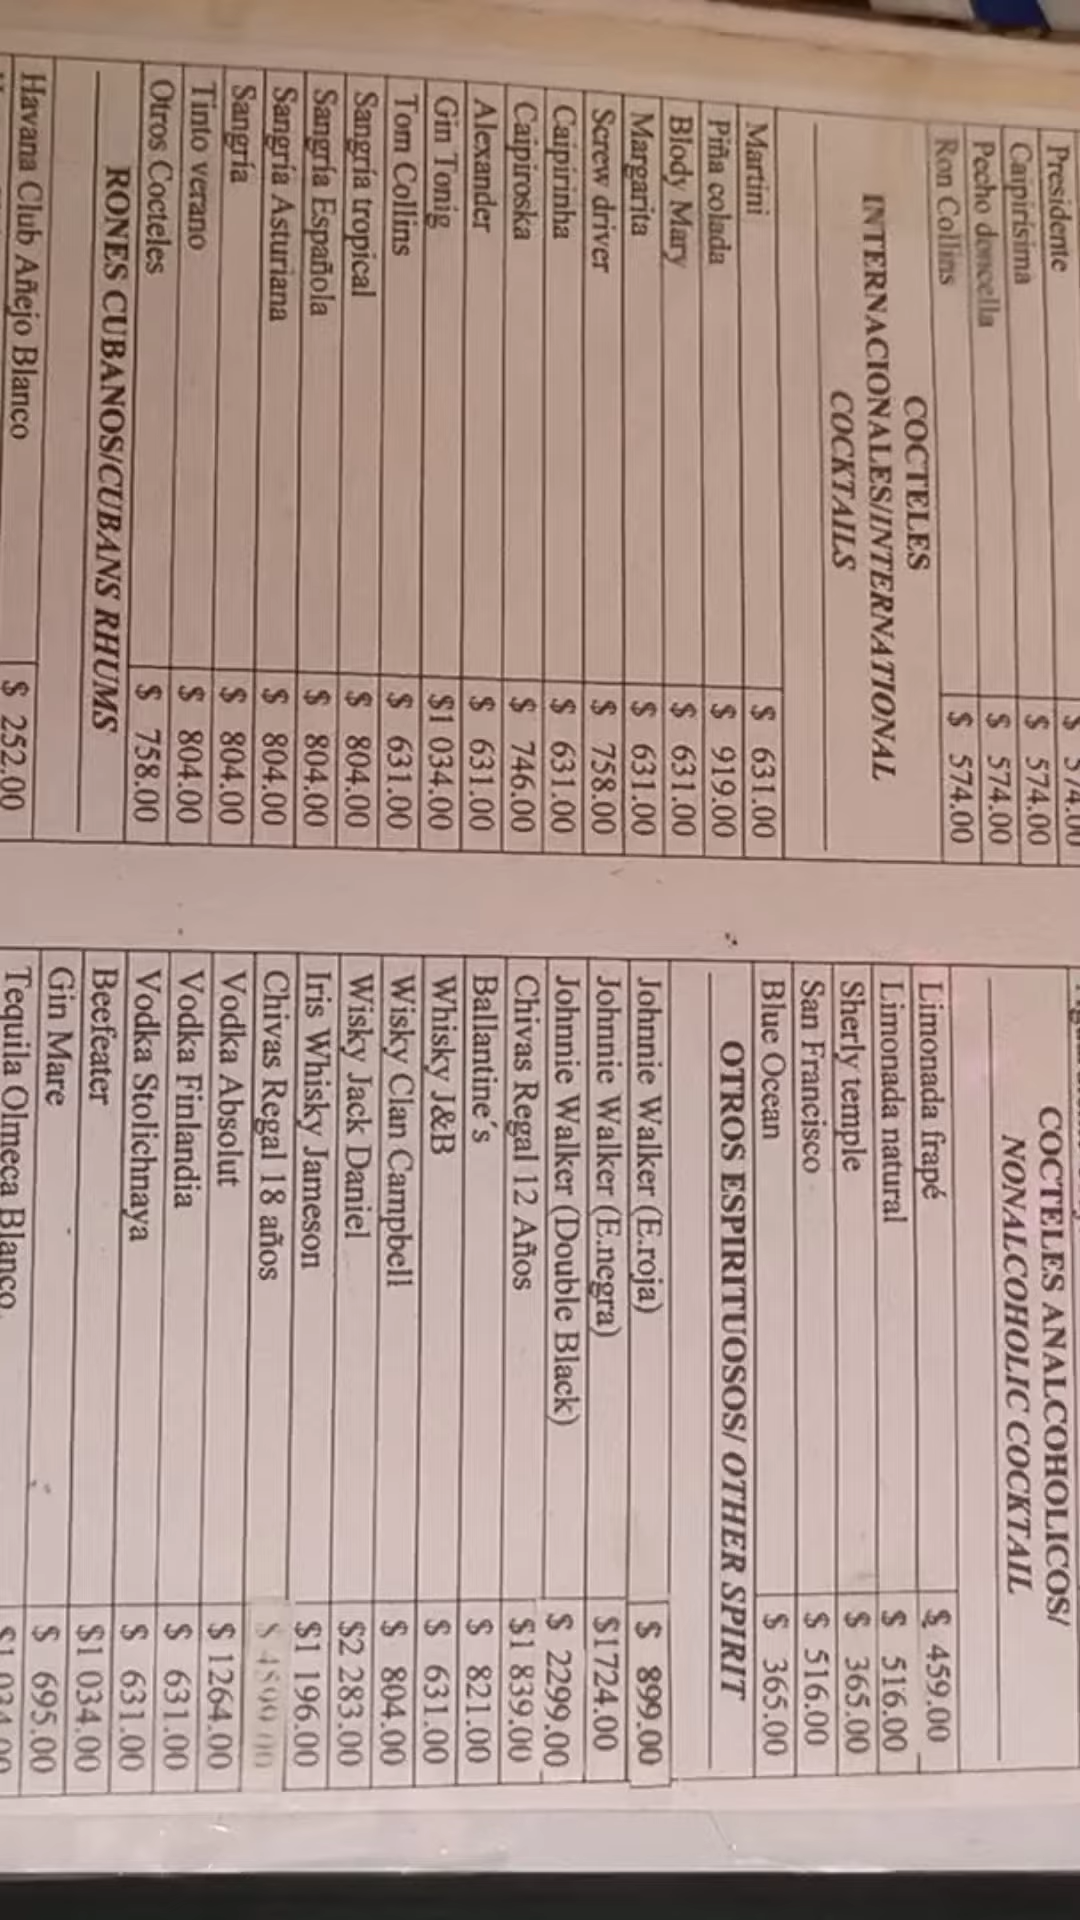 Presidente $ 574.00
Caipirisima $ 574.00
Pecho doncella $ 574.00
Ron Collins $ 574.00
COCTELES
INTERNACIONALES/INTERNATIONAL
COCKTAILS
Martini $ 631.00
Piña colada $ 919.00
Blody Mary $ 631.00
Margarita $ 631.00
Screw driver $ 758.00
Caipirinha $ 631.00
Caipiroska $ 746.00
Alexander $ 631.00
Gin Tonig $1 034.00
Tom Collins $ 631.00
Sangría tropical $ 804.00
Sangría Española $ 804.00
Sangría Asturiana $ 804.00
Sangría $ 804.00
Tinto verano $ 804.00
Otros Cocteles $ 758.00
RONES CUBANOS/CUBANS RHUMS
Havana Club Añejo Blanco $ 252.00
COCTELES ANALCOHOLICOS/
NONALCOHOLIC COCKTAIL
Limonada frapé $ 459.00
Limonada natural $ 516.00
Sherly temple $ 365.00
San Francisco $ 516.00
Blue Ocean $ 365.00
OTROS ESPIRITUOSOS/ OTHER SPIRIT
Johnnie Walker (E.roja) $ 899.00
Johnnie Walker (E.negra) $1724.00
Johnnie Walker (Double Black) $ 2299.00
Chivas Regal 12 Años $1 839.00
Ballantine´s $ 821.00
Whisky J&B $ 631.00
Wisky Clan Campbell $ 804.00
Wisky Jack Daniel $2 283.00
Iris Whisky Jameson $1 196.00
Chivas Regal 18 años
Vodka Absolut $ 1264.00
Vodka Finlandia $ 631.00
Vodka Stolichnaya $ 631.00
Beefeater $1 034.00
Gin Mare $ 695.00
Tequila Olmeca Blanco